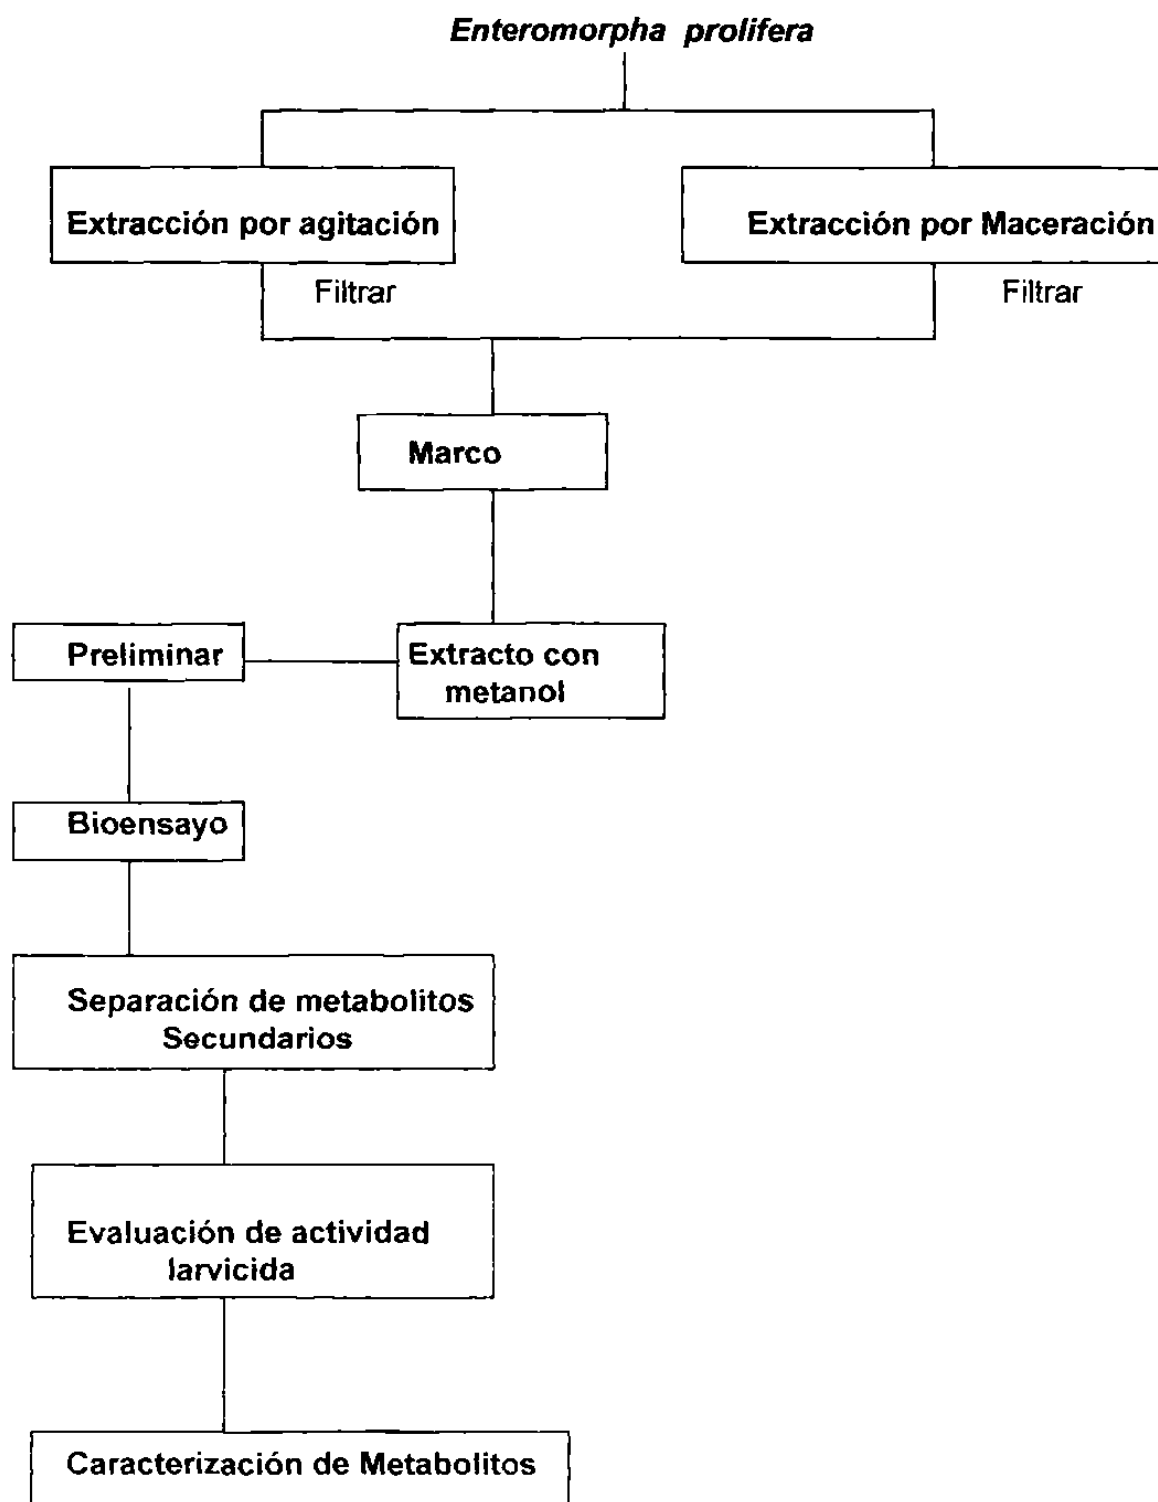 Enteromorpha prolifera
Extracción por agitación
Extracción por Maceración
Filtrar
Filtrar
Marco
Preliminar
Extracto con
metanol
Bioensayo
Separación de metabolitos
Secundarios
Evaluación de actividad
larvicida
Caracterización de Metabolitos